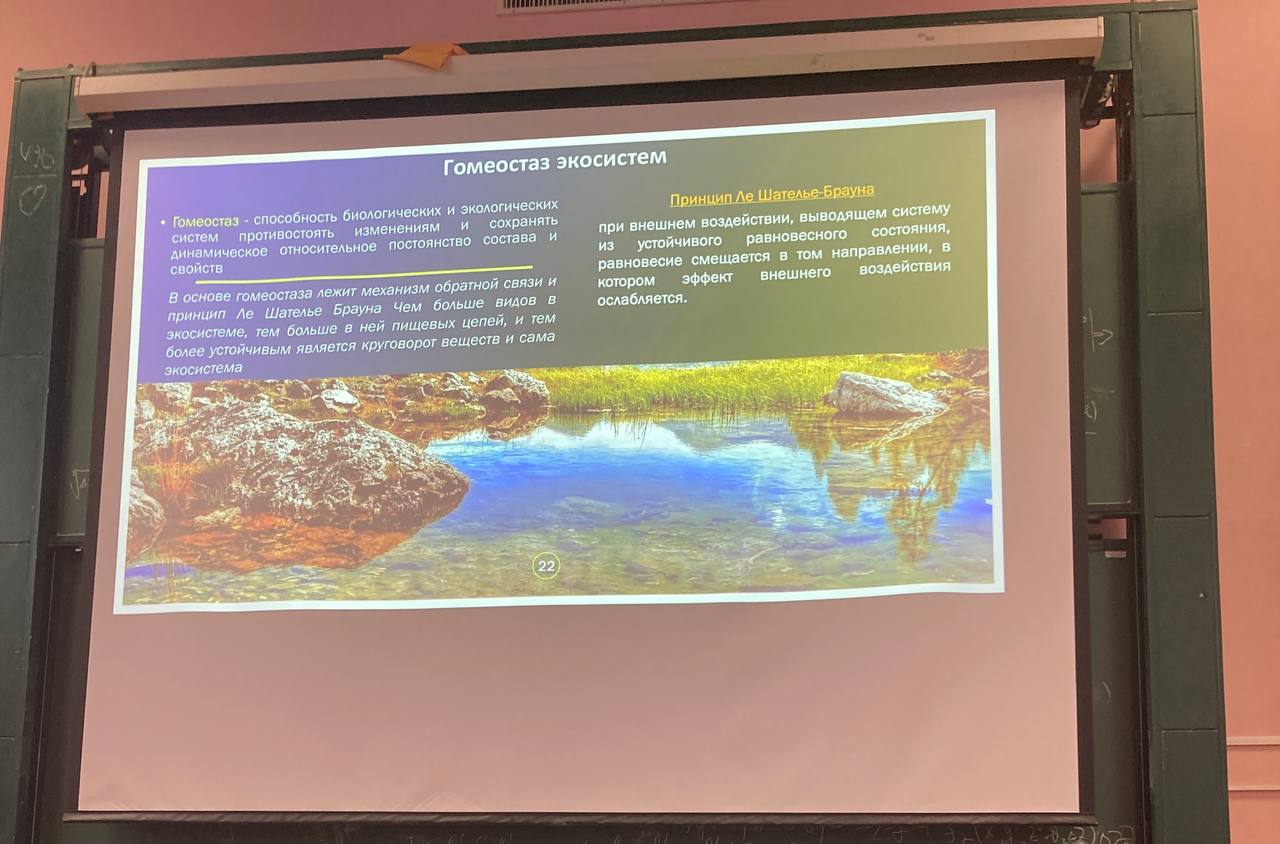 Гомеостаз экосистем
• Гомеостаз - способность биологических и экологических
систем противостоять изменениям и сохранять
динамическое относительное постоянство состава и
свойств
В основе гомеостаза лежит механизм обратной связи и
принцип Ле Шателье Брауна Чем больше видов в
экосистеме, тем больше в ней пищевых цепей, и тем
более устойчивым является круговорот веществ и сама
экосистема
Принцип Ле Шателье-Брауна
при внешнем воздействии, выводящем систему
из устойчивого равновесного состояния,
равновесие смещается в том направлении, в
котором эффект внешнего воздействия
ослабляется.
22